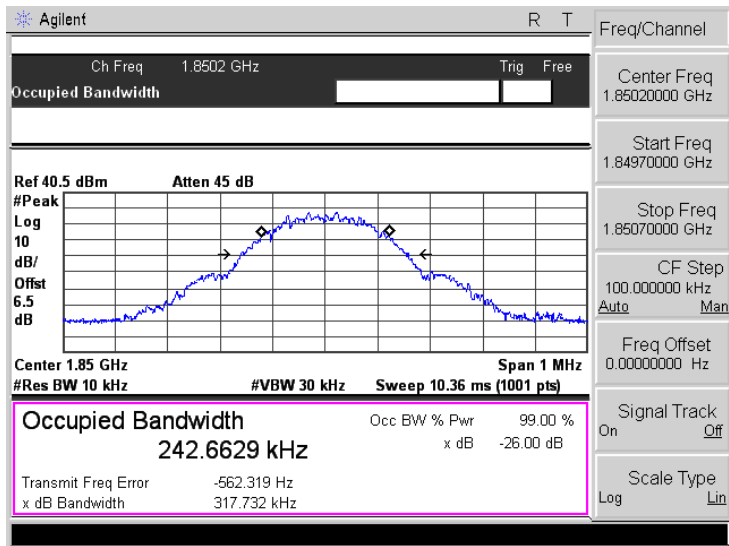 Agilent
R T
Ch Freq 1.8502 GHz
Trig Free
Occupied Bandwidth
Ref 40.5 dBm
Atten 45 dB
#Peak
Log
10
dB/
Offst
6.5
dB
Center 1.85 GHz
Span 1 MHz
#Res BW 10 kHz
#VBW 30 kHz
Sweep 10.36 ms (1001 pts)
Occupied Bandwidth
242.6629 kHz
Occ BW % Pwr 99.00 %
x dB -26.00 dB
Transmit Freq Error -562.319 Hz
x dB Bandwidth 317.732 kHz
Freq/Channel
Center Freq
1.85020000 GHz
Start Freq
1.84970000 GHz
Stop Freq
1.85070000 GHz
CF Step
100.000000 kHz
Auto Man
Freq Offset
0.00000000 Hz
Signal Track
On Off
Scale Type
Log Lin